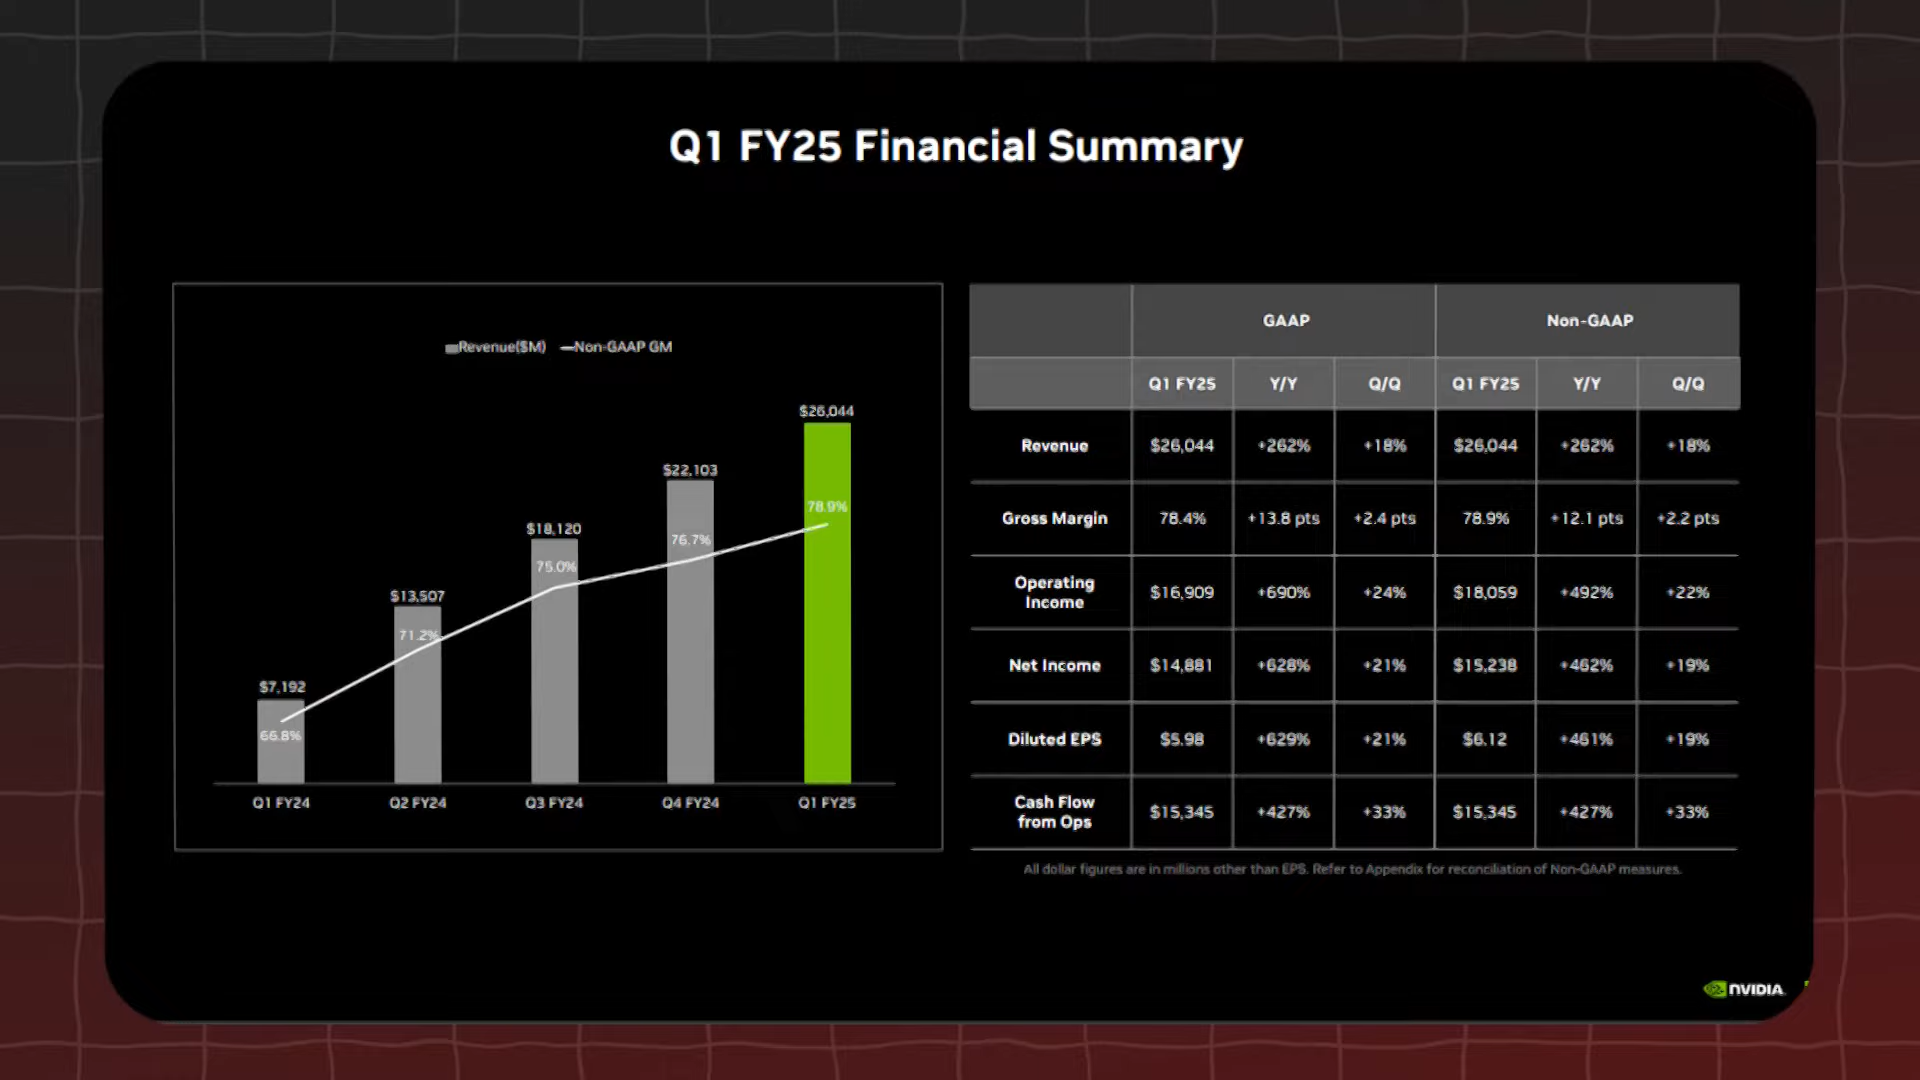 Q1 FY25 Financial Summary
Revenue($M) Non-GAAP GM
$26,044
$22,103
78.9%
$18,120
76.7%
75.0%
$13,507
71.2%
$7,192
66.8%
Q1 FY24 Q2 FY24 Q3 FY24 Q4 FY24 Q1 FY25
GAAP Non-GAAP
Q1 FY25 Y/Y Q/Q Q1 FY25 Y/Y Q/Q
Revenue $26,044 +262% +18% $26,044 +262% +18%
Gross Margin 78.4% +13.8 pts +2.4 pts 78.9% +12.1 pts +2.2 pts
Operating
Income $16,909 +690% +24% $18,059 +492% +22%
Net Income $14,881 +628% +21% $15,238 +462% +19%
Diluted EPS $5.98 +629% +21% $6.12 +461% +19%
Cash Flow
from Ops $15,345 +427% +33% $15,345 +427% +33%
All dollar figures are in millions other than EPS. Refer to Appendix for reconciliation of Non-GAAP measures.
NVIDIA